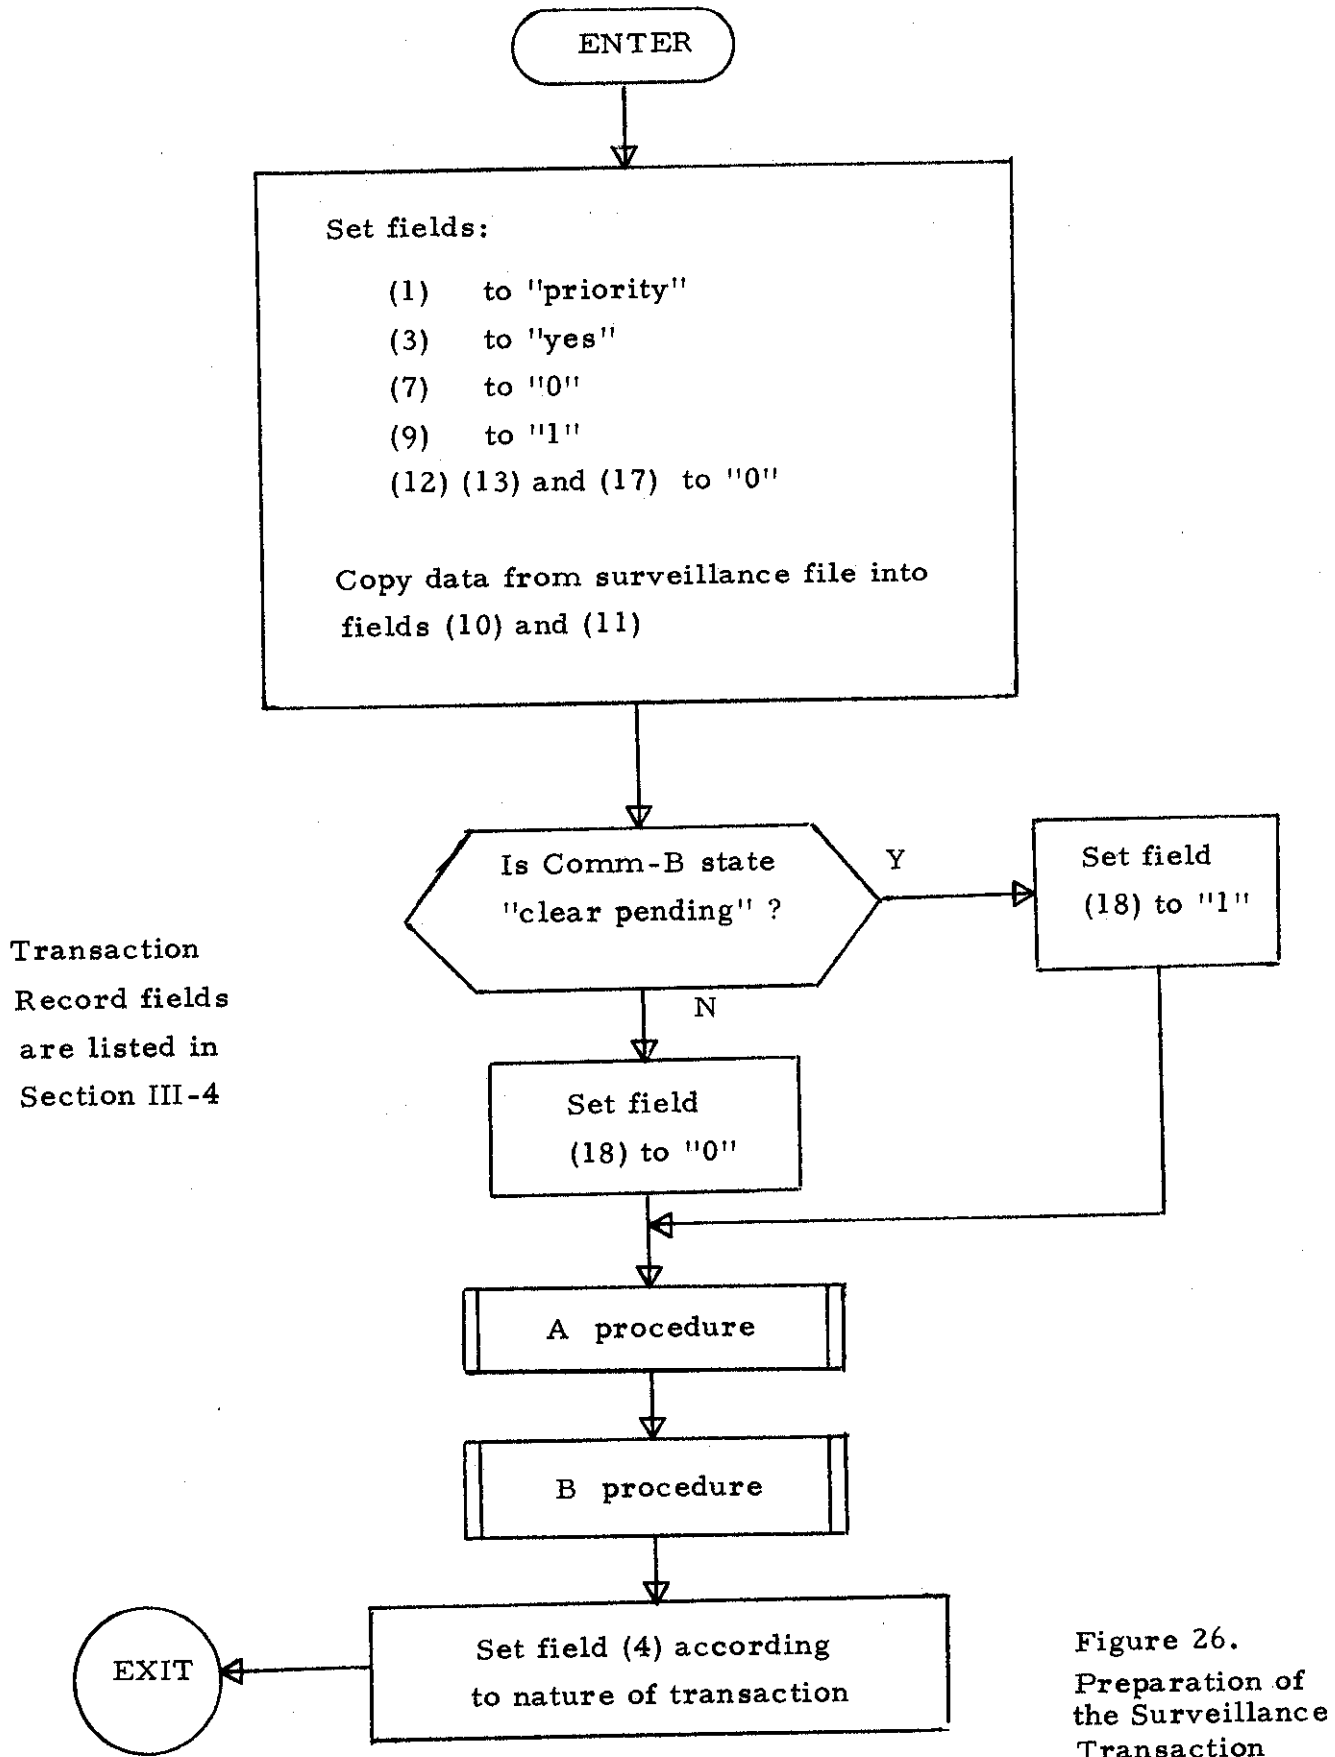 ENTER
Set fields:
(1) to "priority"
(3) to "yes"
(7) to "0"
(9) to "1"
(12) (13) and (17) to "0"
Copy data from surveillance file into
fields (10) and (11)
Is Comm-B state
"clear pending" ?
Y
Set field
(18) to "1"
N
Transaction
Record fields
are listed in
Section III-4
Set field
(18) to "0"
A procedure
B procedure
Set field (4) according
to nature of transaction
EXIT
Figure 26.
Preparation of
the Surveillance
Transaction